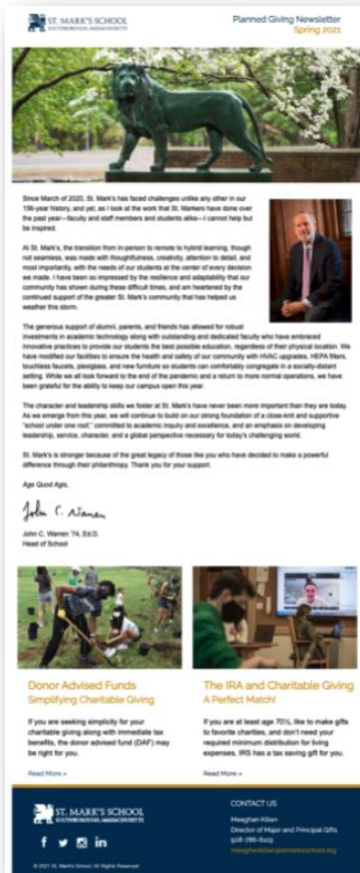 ST. MARK'S SCHOOL
SOUTHBOROUGH, MASSACHUSETTS
Planned Giving Newsletter
Spring 2021
Since March of 2020, St. Mark's has faced challenges unlike any other in our
156-year history, and yet, as I look at the work that St. Markers have done over
the past year—faculty and staff members and students alike—I cannot help but
be inspired.
At St. Mark's, the transition from in-person to remote to hybrid learning, though
not seamless, was made with thoughtfulness, creativity, attention to detail, and
most importantly, with the needs of our students at the center of every decision
we made. I have been so impressed by the resilience and adaptability that our
community has shown during these difficult times, and am heartened by the
continued support of the greater St. Mark's community that has helped us
weather this storm.
The generous support of alumni, parents, and friends has allowed for robust
investments in academic technology along with outstanding and dedicated faculty who have embraced
innovative practices to provide our students the best possible education, regardless of their physical location. We
have modified our facilities to ensure the health and safety of our community with HVAC upgrades, HEPA filters,
touchless faucets, plexiglass, and new furniture so students can comfortably congregate in a socially-distant
setting. While we all look forward to the end of the pandemic and a return to more normal operations, we have
been grateful for the ability to keep our campus open this year.
The character and leadership skills we foster at St. Mark's have never been more important than they are today.
As we emerge from this year, we will continue to build on our strong foundation of a close-knit and supportive
"school under one roof," committed to academic inquiry and excellence, and an emphasis on developing
leadership, service, character, and a global perspective necessary for today's challenging world.
St. Mark's is stronger because of the great legacy of those like you who have decided to make a powerful
difference through their philanthropy. Thank you for your support.
Age Quod Agis,
John C. Warren
John C. Warren '74, Ed.D.
Head of School
Donor Advised Funds
Simplifying Charitable Giving
If you are seeking simplicity for your
charitable giving along with immediate tax
benefits, the donor advised fund (DAF) may
be right for you.
Read More »
The IRA and Charitable Giving
A Perfect Match!
If you are at least age 70½, like to make gifts
to favorite charities, and don't need your
required minimum distribution for living
expenses, IRS has a tax saving gift for you.
Read More »
ST. MARK'S SCHOOL
SOUTHBOROUGH, MASSACHUSETTS
f in
© 2021 St. Mark's School, All Rights Reserved
CONTACT US
Meaghan Kilian
Director of Major and Principal Gifts
508-786-6129
meaghankilian@stmarksschool.org